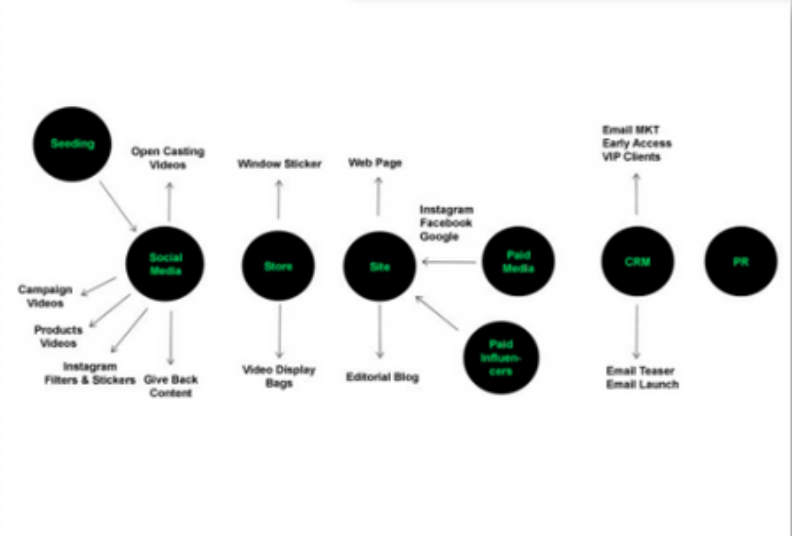 Seeding
Open Casting
Videos
Social
Media
Campaign
Videos
Products
Videos
Instagram
Filters & Stickers
Give Back
Content
Window Sticker
Store
Video Display
Bags
Web Page
Site
Editorial Blog
Instagram
Facebook
Google
Paid
Media
Paid
Influen-
cers
Email MKT
Early Access
VIP Clients
CRM
Email Teaser
Email Launch
PR